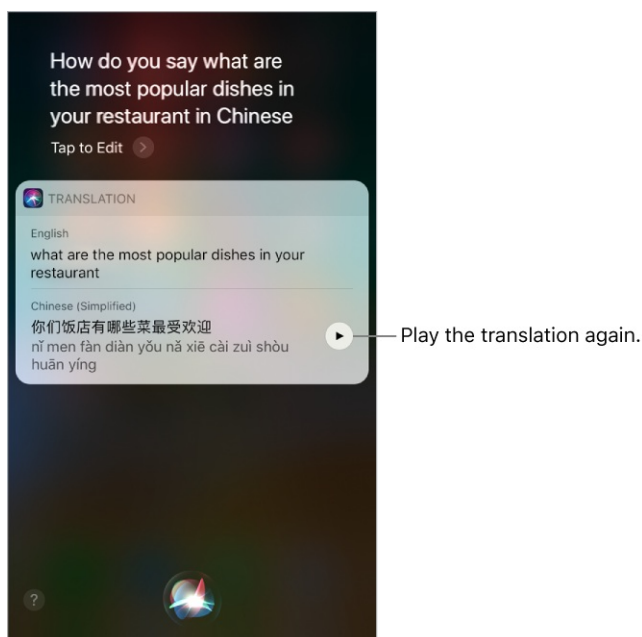 How do you say what are
the most popular dishes in
your restaurant in Chinese
Tap to Edit
TRANSLATION
English
what are the most popular dishes in your
restaurant
Chinese (Simplified)
你们饭店有哪些菜最受欢迎
nǐ men fàn diàn yǒu nǎ xiē cài zuì shòu
huān yíng
Play the translation again.
?